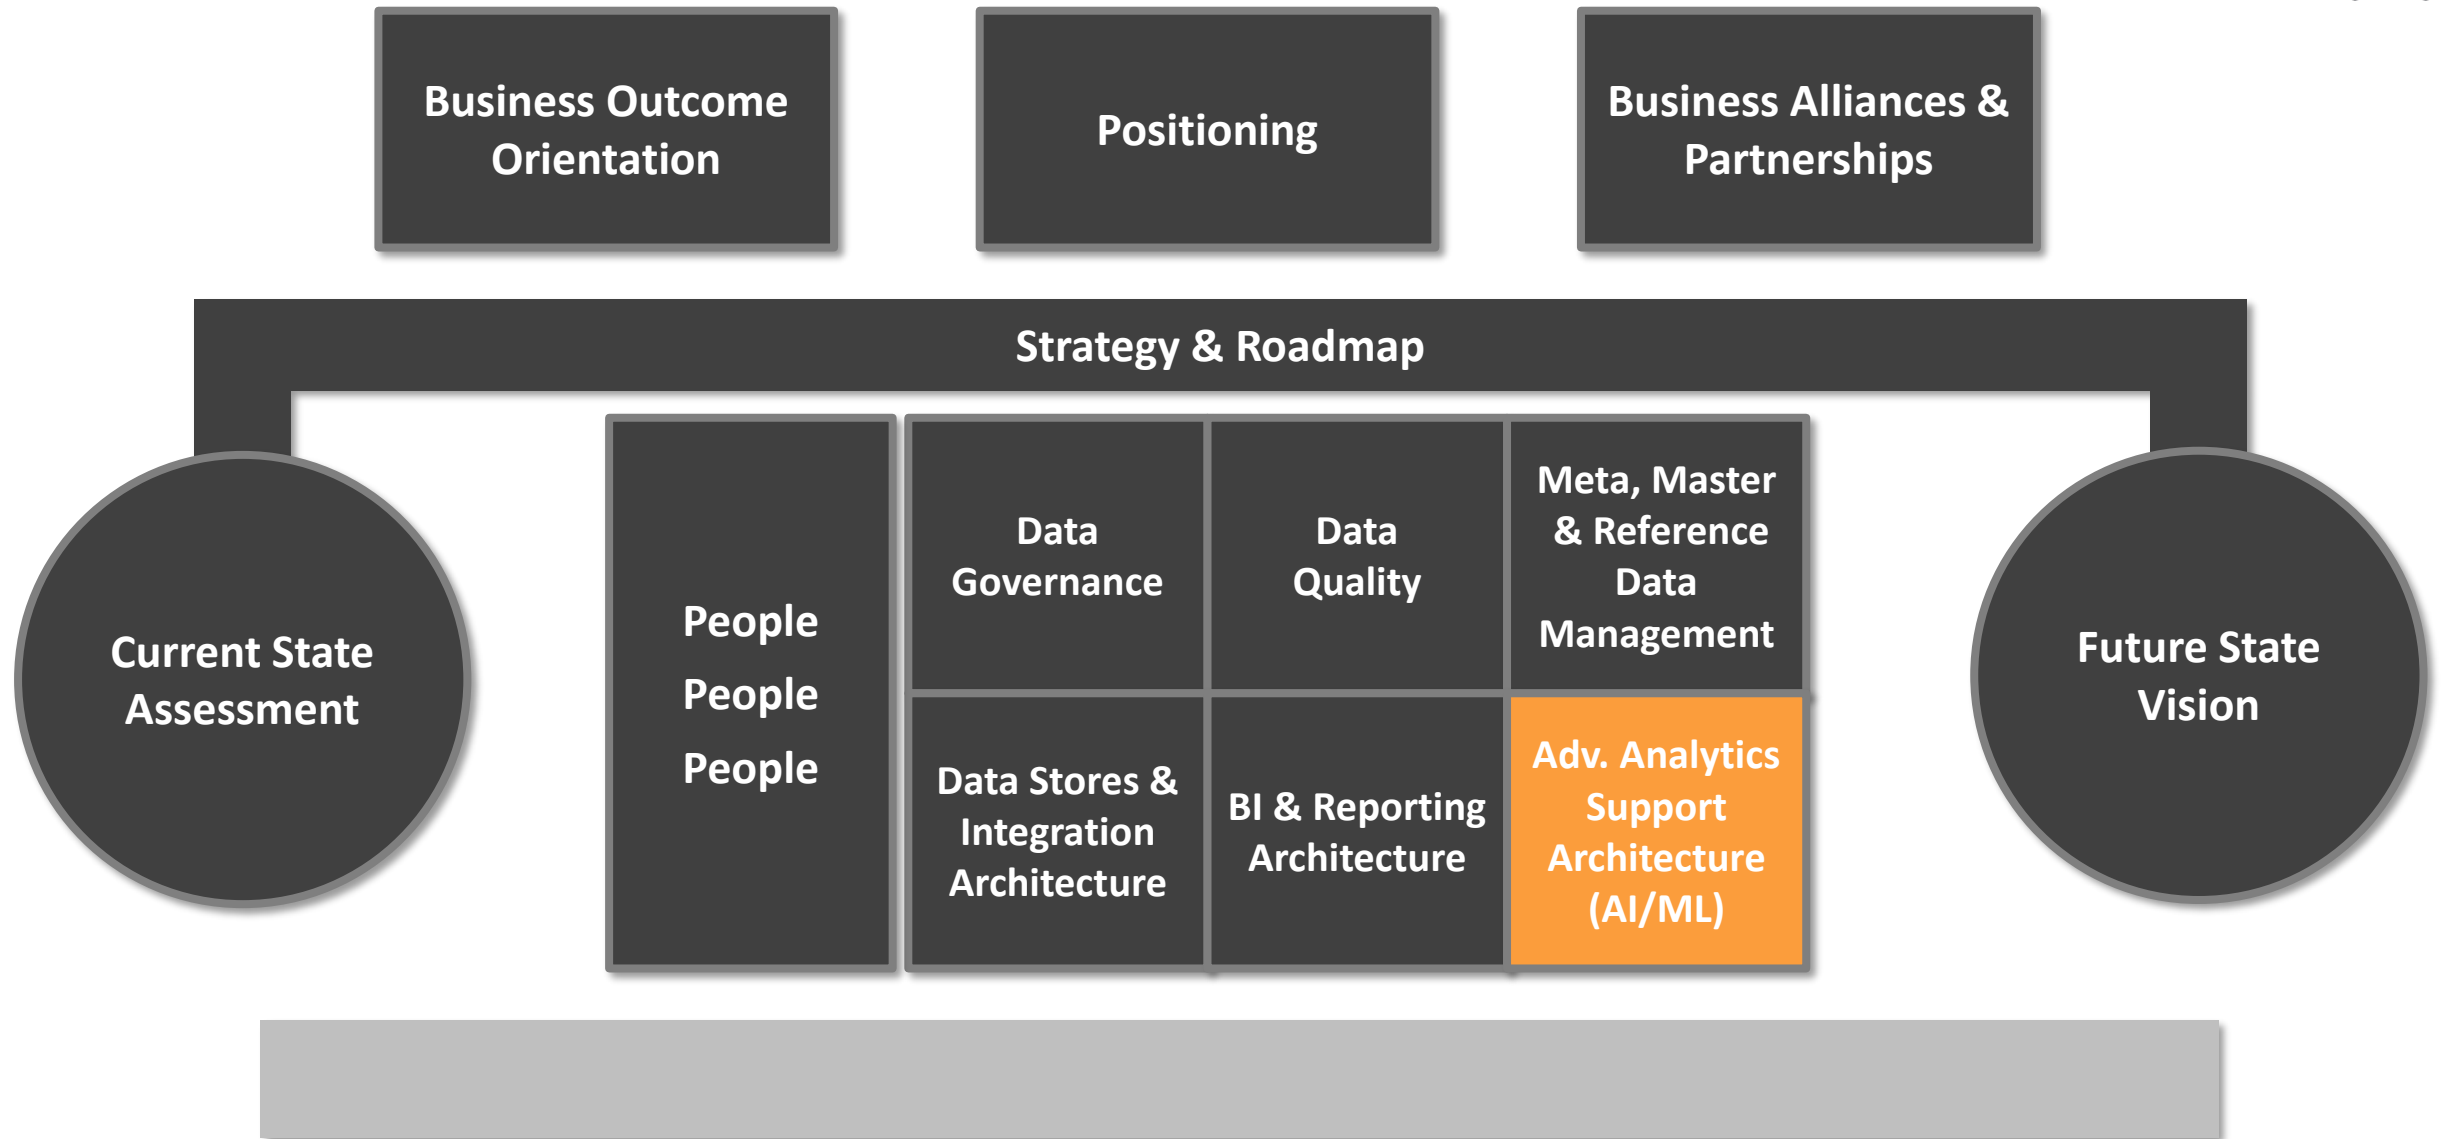 Business Outcome
Orientation
Positioning
Business Alliances &
Partnerships
Strategy & Roadmap
Current State
Assessment
People
People
People
Data
Governance
Data
Quality
Meta, Master
& Reference
Data
Management
Data Stores &
Integration
Architecture
BI & Reporting
Architecture
Adv. Analytics
Support
Architecture
(AI/ML)
Future State
Vision